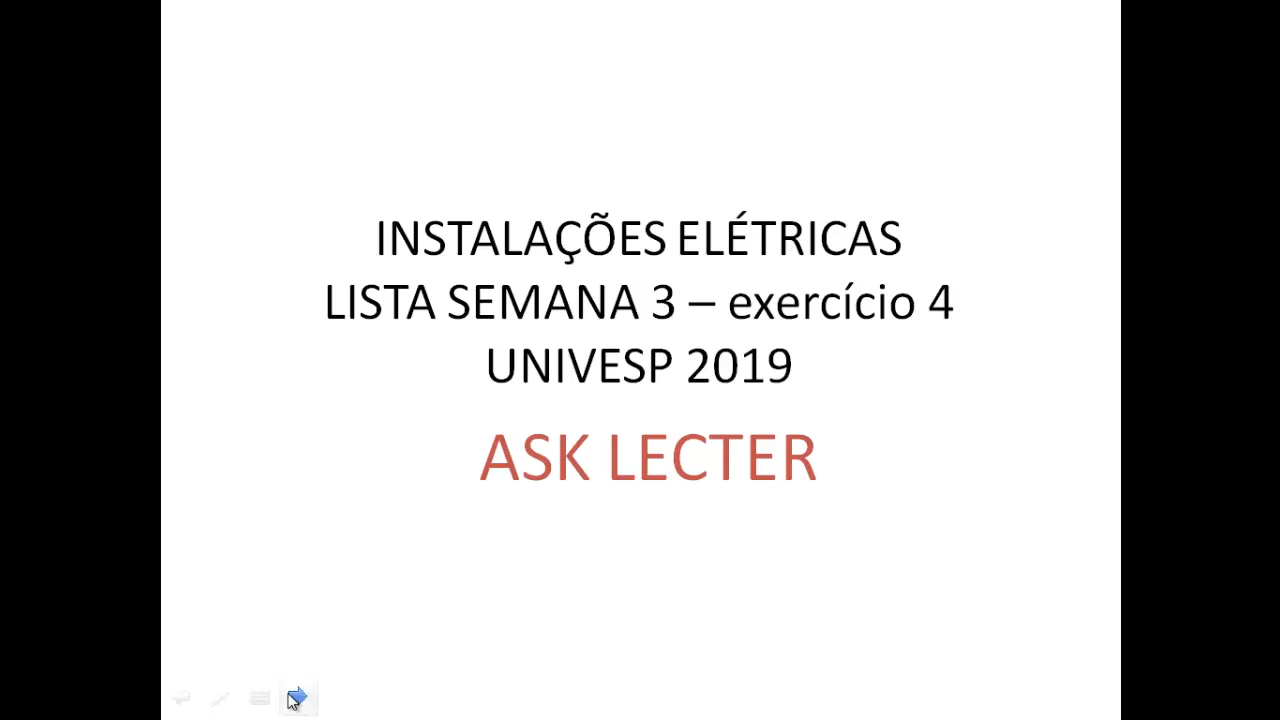 INSTALAÇÕES ELÉTRICAS
LISTA SEMANA 3 – exercício 4
UNIVESP 2019
ASK LECTER